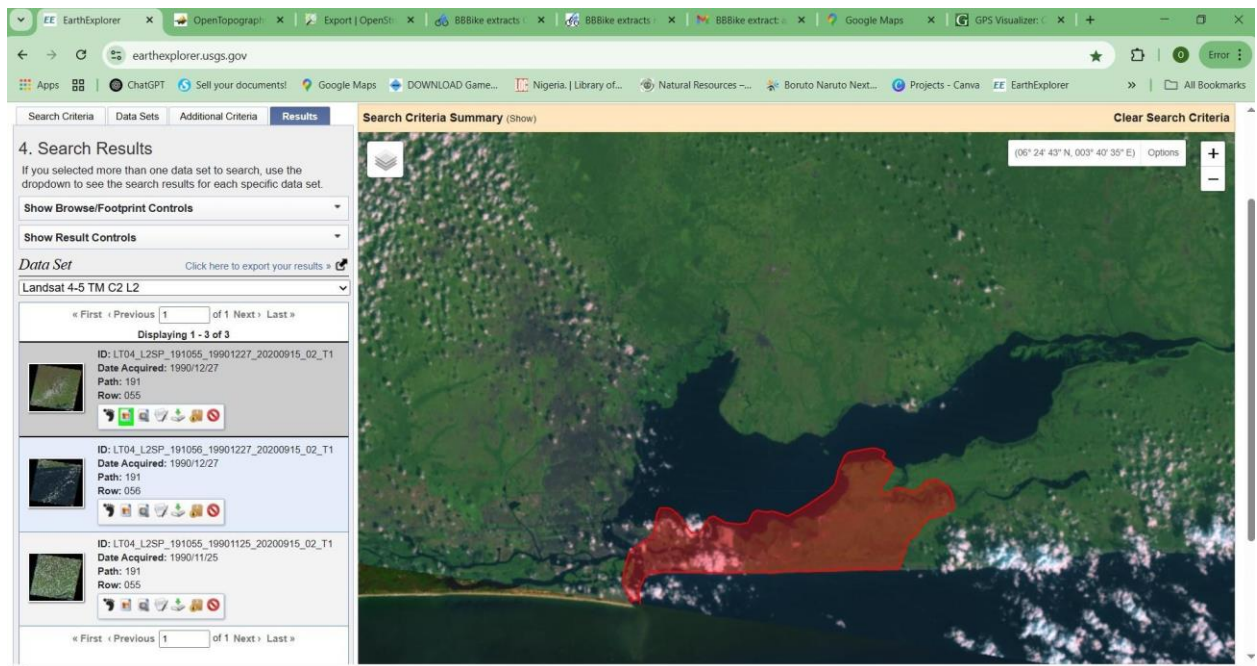 EarthExplorer
OpenTopograph
Export | OpenSt
BBBike extracts
BBBike extracts
BBBike extract: a
Google Maps
GPS Visualizer:
earthexplorer.usgs.gov
Error
Apps
ChatGPT
Sell your documents!
Google Maps
DOWNLOAD Game...
Nigeria. | Library of...
Natural Resources –...
Boruto Naruto Next...
Projects - Canva
EE EarthExplorer
»
All Bookmarks
Search Criteria Data Sets Additional Criteria Results
4. Search Results
If you selected more than one data set to search, use the
dropdown to see the search results for each specific data set.
Show Browse/Footprint Controls
Show Result Controls
Data Set Click here to export your results »
Landsat 4-5 TM C2 L2
« First ‹ Previous 1 of 1 Next › Last »
Displaying 1 - 3 of 3
ID: LT04_L2SP_191055_19901227_20200915_02_T1
Date Acquired: 1990/12/27
Path: 191
Row: 055
ID: LT04_L2SP_191056_19901227_20200915_02_T1
Date Acquired: 1990/12/27
Path: 191
Row: 056
ID: LT04_L2SP_191055_19901125_20200915_02_T1
Date Acquired: 1990/11/25
Path: 191
Row: 055
« First ‹ Previous 1 of 1 Next › Last »
Search Criteria Summary (Show)
Clear Search Criteria
(06° 24' 43" N, 003° 40' 35" E) Options
+
−